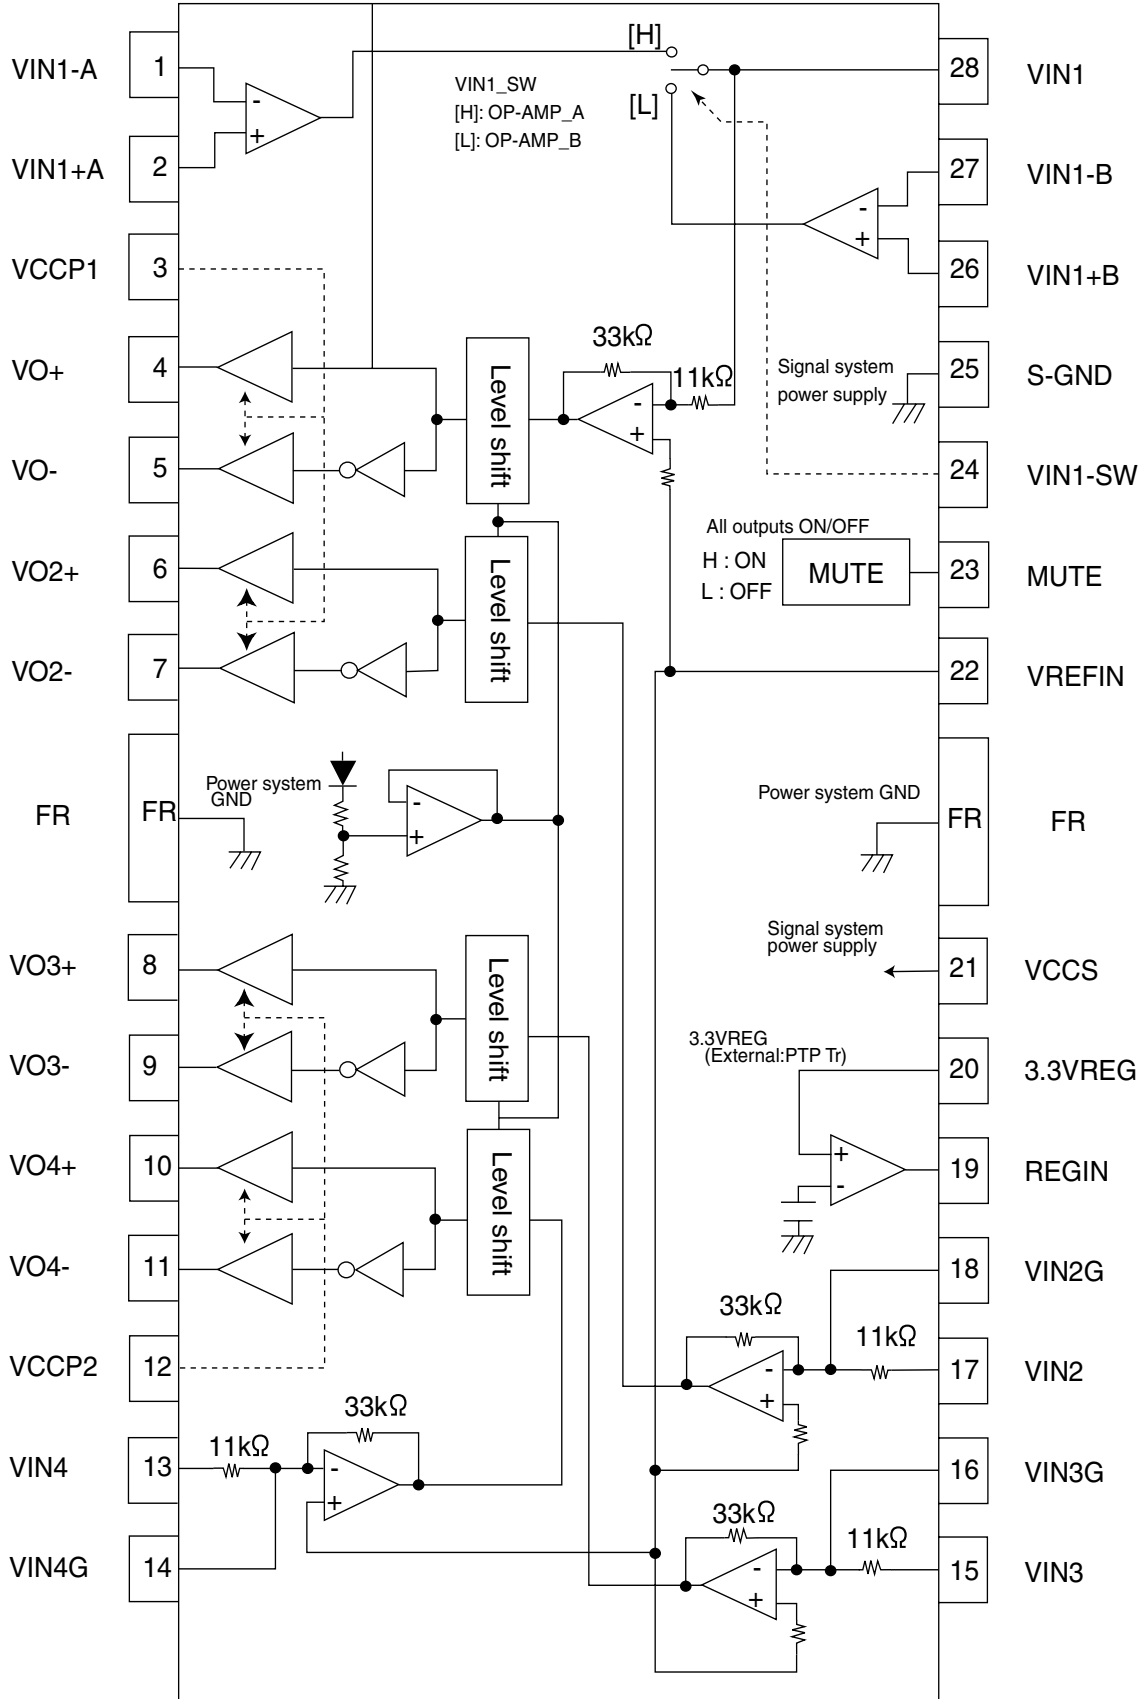 VIN1-A 1
VIN1+A 2
VCCP1 3
VO+ 4
VO- 5
VO2+ 6
VO2- 7
FR FR
VO3+ 8
VO3- 9
VO4+ 10
VO4- 11
VCCP2 12
VIN4 13
VIN4G 14
28 VIN1
27 VIN1-B
26 VIN1+B
25 S-GND
24 VIN1-SW
23 MUTE
22 VREFIN
FR FR
21 VCCS
20 3.3VREG
19 REGIN
18 VIN2G
17 VIN2
16 VIN3G
15 VIN3
-
+
[H]
VIN1_SW
[H]: OP-AMP_A
[L]: OP-AMP_B
[L]
-
+
33kΩ
11kΩ
-
+
Signal system
power supply
Level shift
Level shift
All outputs ON/OFF
H : ON
L : OFF
MUTE
Power system
GND
-
+
Power system GND
Signal system
power supply
Level shift
Level shift
3.3VREG
(External:PTP Tr)
+
-
33kΩ
11kΩ
-
+
33kΩ
11kΩ
-
+
33kΩ
11kΩ
-
+